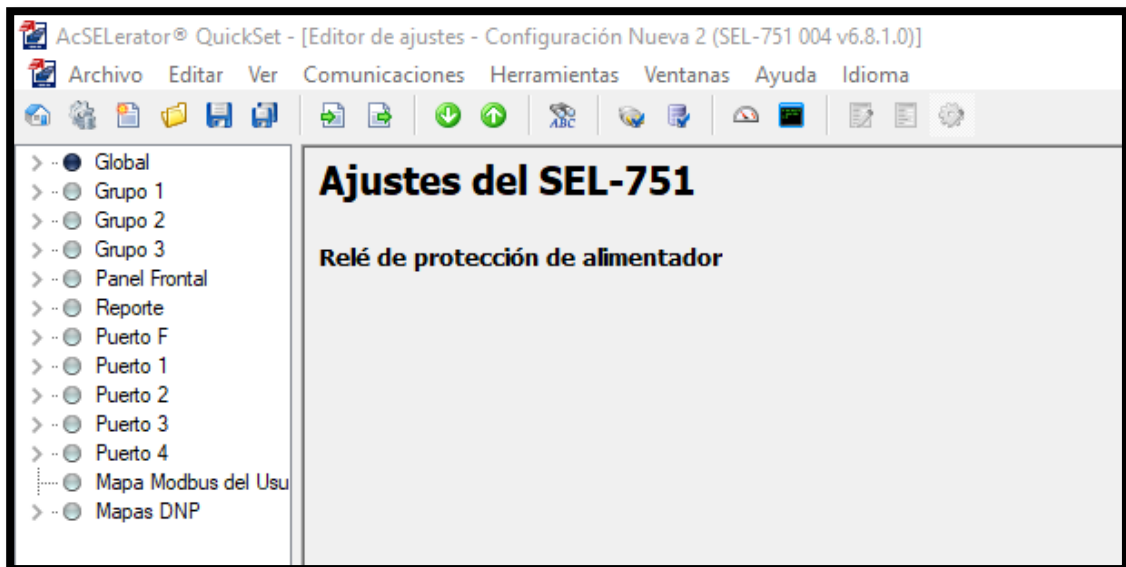 AcSELerator® QuickSet - [Editor de ajustes - Configuración Nueva 2 (SEL-751 004 v6.8.1.0)]
Archivo Editar Ver Comunicaciones Herramientas Ventanas Ayuda Idioma
ABC
Global
Grupo 1
Grupo 2
Grupo 3
Panel Frontal
Reporte
Puerto F
Puerto 1
Puerto 2
Puerto 3
Puerto 4
Mapa Modbus del Usu
Mapas DNP
Ajustes del SEL-751
Relé de protección de alimentador